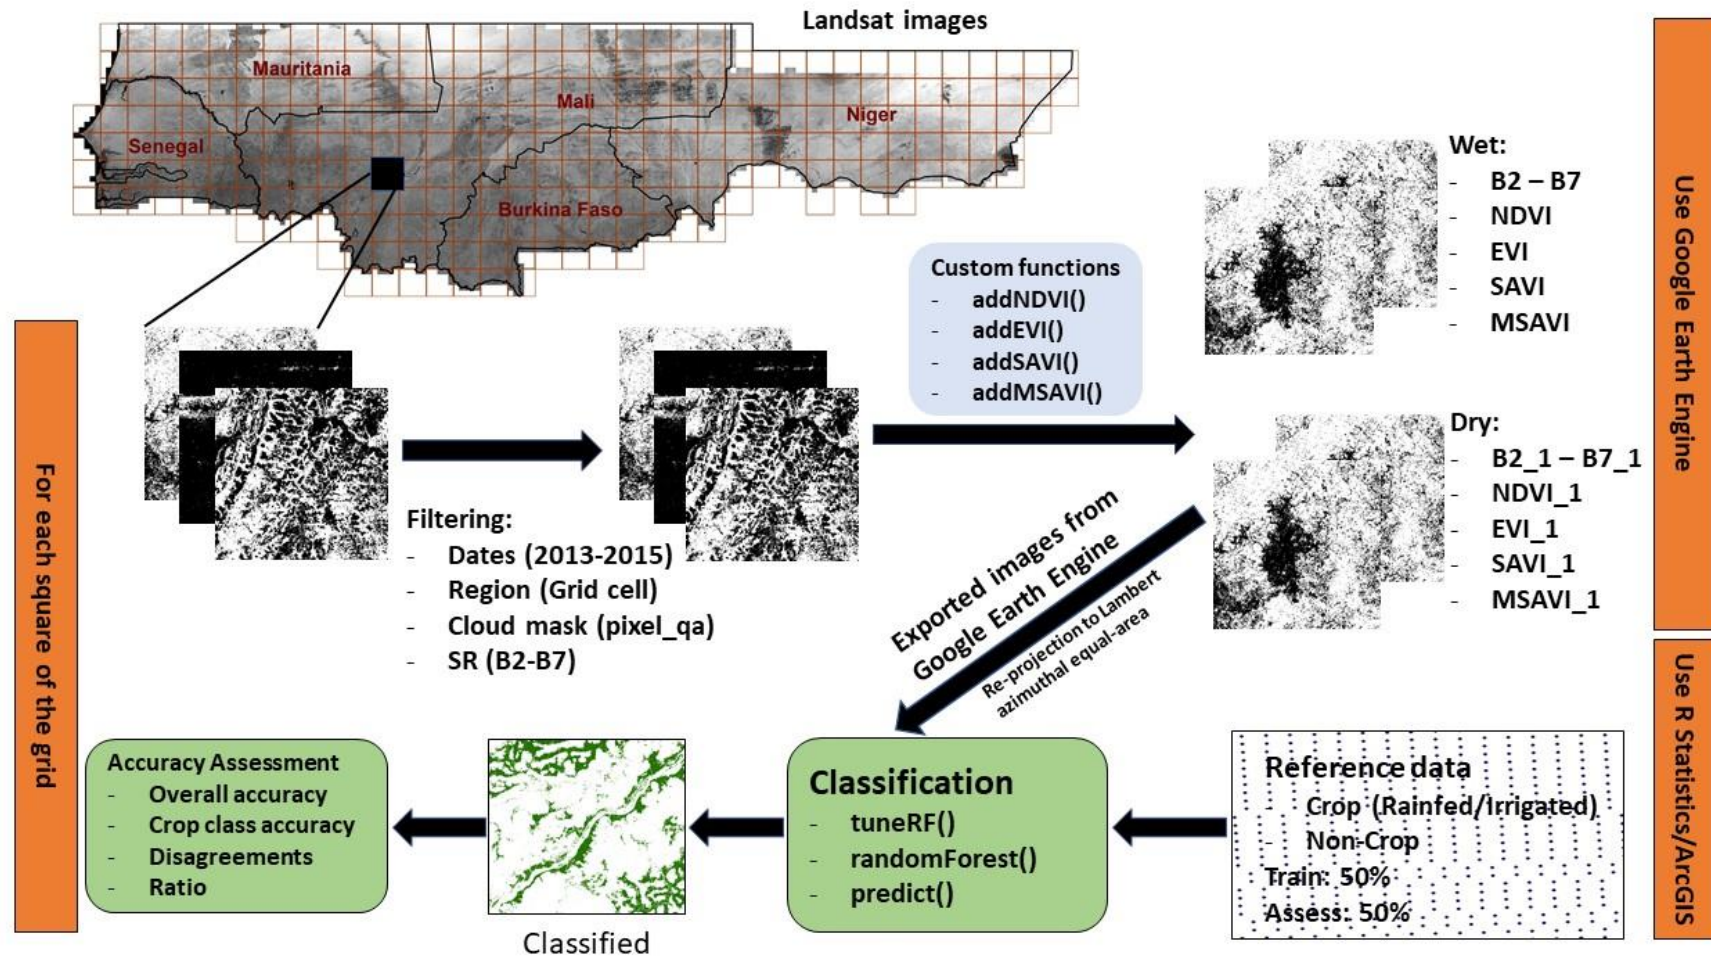 Landsat images
Mauritania
Mali
Niger
Senegal
Burkina Faso
Wet:
- B2 – B7
- NDVI
- EVI
- SAVI
- MSAVI
Use Google Earth Engine
Custom functions
- addNDVI()
- addEVI()
- addSAVI()
- addMSAVI()
For each square of the grid
Filtering:
- Dates (2013-2015)
- Region (Grid cell)
- Cloud mask (pixel_qa)
- SR (B2-B7)
Dry:
- B2_1 – B7_1
- NDVI_1
- EVI_1
- SAVI_1
- MSAVI_1
Exported images from
Google Earth Engine
Re-projection to Lambert
azimuthal equal-area
Use R Statistics/ArcGIS
Reference data
- Crop (Rainfed/Irrigated)
- Non-Crop
Train: 50%
Assess: 50%
Classification
- tuneRF()
- randomForest()
- predict()
Classified
Accuracy Assessment
- Overall accuracy
- Crop class accuracy
- Disagreements
- Ratio